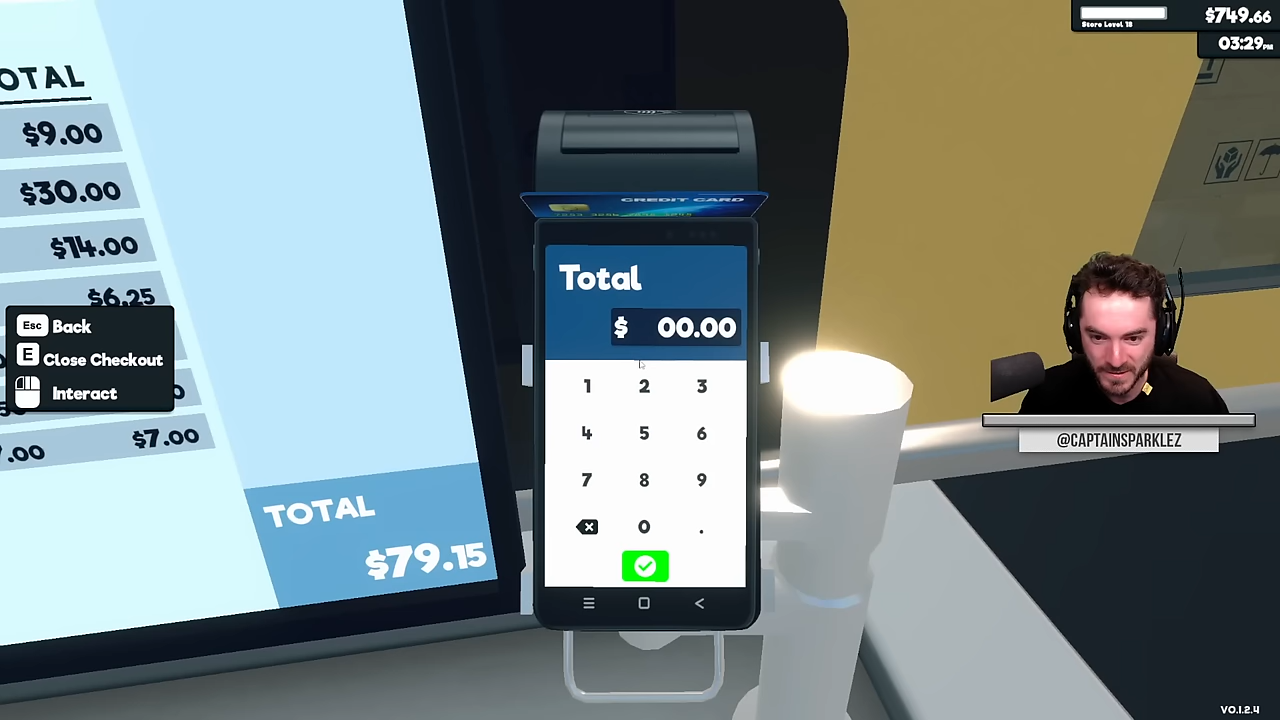 $749.66
Store Level 18
03:29PM
OTAL
$9.00
$30.00
$14.00
$6.25
$7.00
.00
TOTAL
$79.15
Esc Back
E Close Checkout
Interact
CREDIT CARD
Total
$ 00.00
1 2 3
4 5 6
7 8 9
0 .
@CAPTAINSPARKLEZ
V0.1.2.4